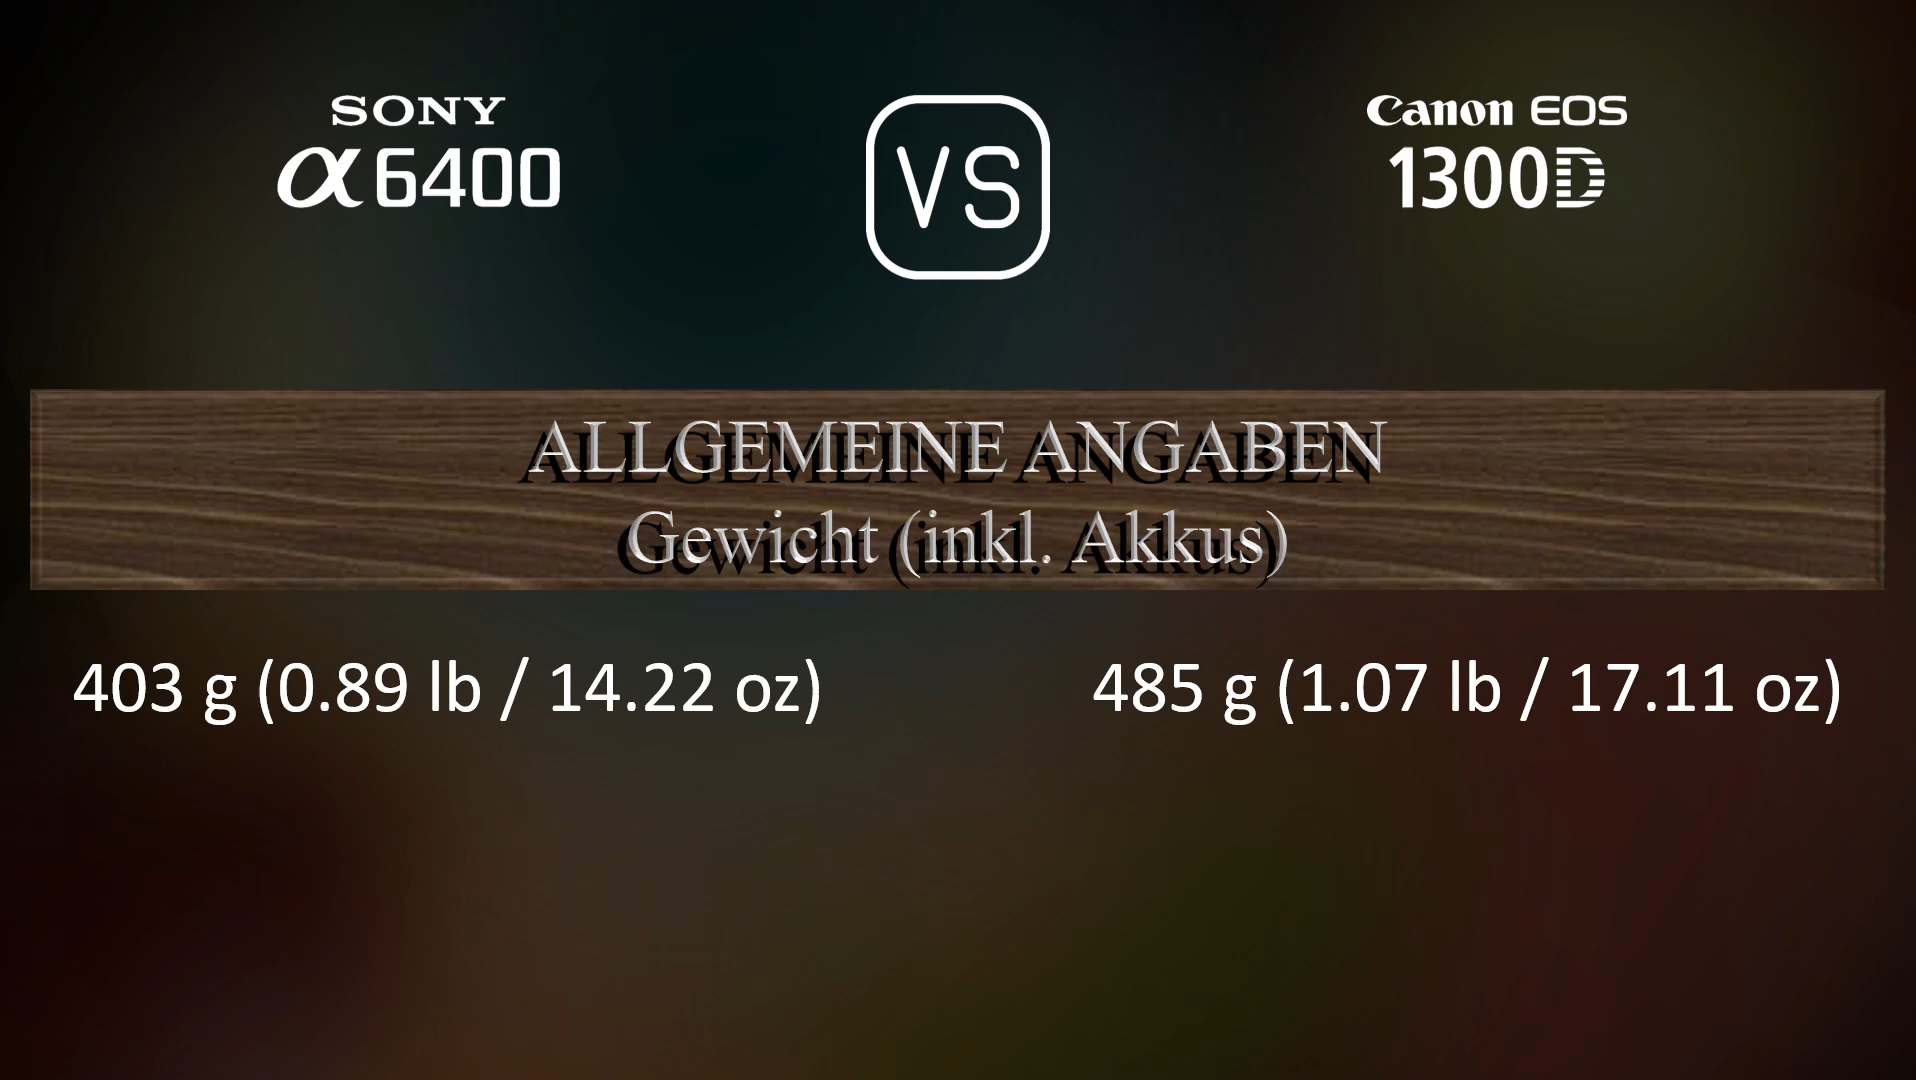 SONY
α6400
VS
Canon EOS
1300D
ALLGEMEINE ANGABEN
Gewicht (inkl. Akkus)
403 g (0.89 lb / 14.22 oz)
485 g (1.07 lb / 17.11 oz)